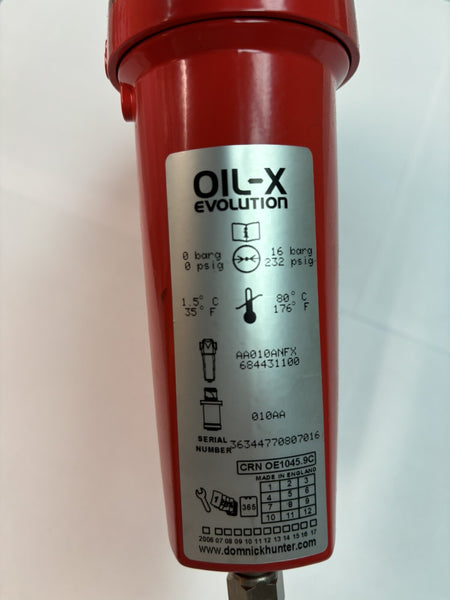 OIL-X
EVOLUTION
0 barg 16 barg
0 psig 232 psig
1.5° C 80° C
35° F 176° F
AA010ANFX
684431100
010AA
SERIAL
NUMBER 36344770807016
CRN OE1045.9C
MADE IN ENGLAND
1 2 3
4 5 6
7 8 9
10 11 12
1 365
2006 07 08 09 10 11 12 13 14 15 16 17
www.domnickhunter.com